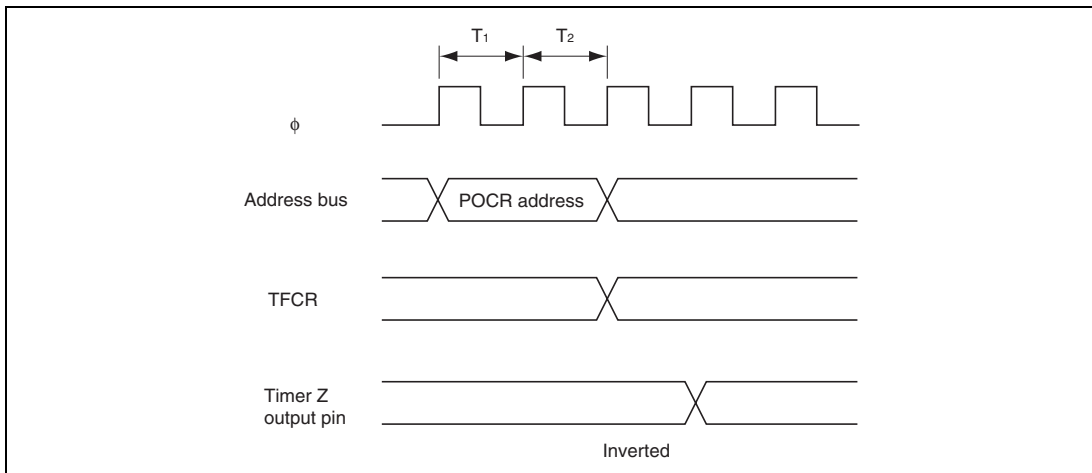 T1 T2
φ
Address bus POCR address
TFCR
Timer Z
output pin
Inverted